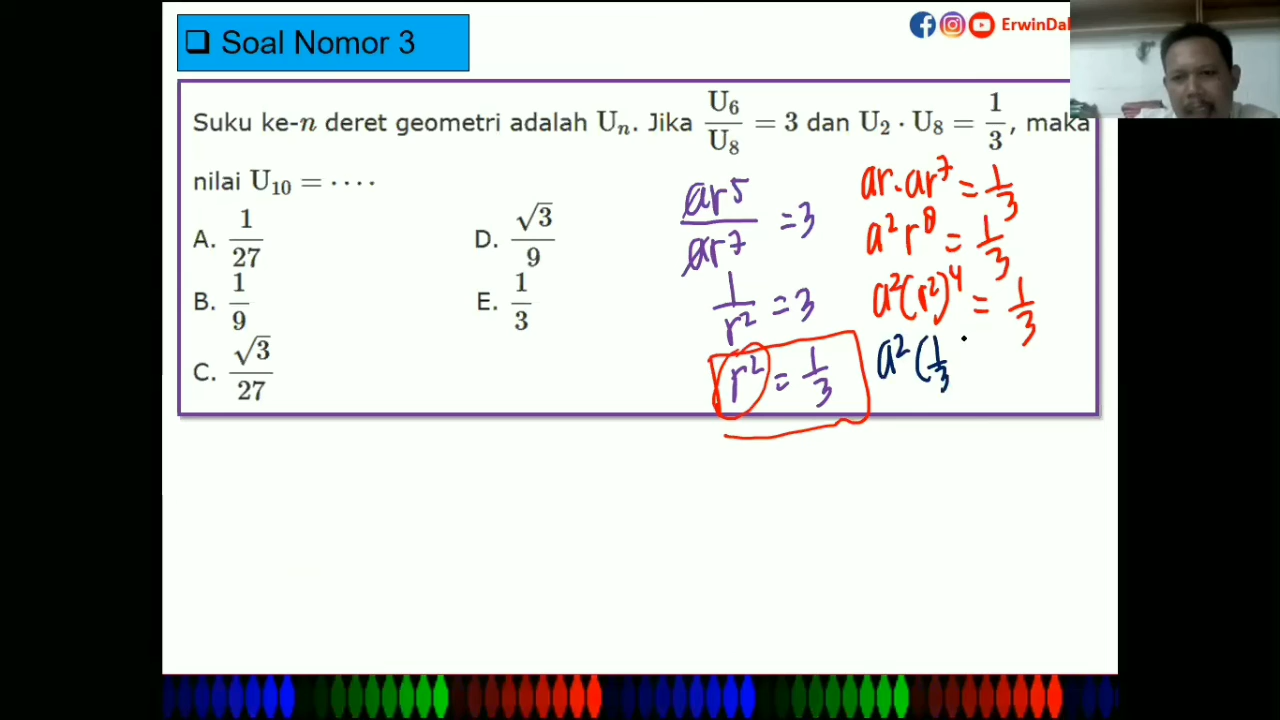 ❑ Soal Nomor 3
ErwinDal
Suku ke-n deret geometri adalah Uₙ. Jika U₆/U₈ = 3 dan U₂ · U₈ = 1/3, maka
nilai U₁₀ = ····
A. 1/27
B. 1/9
C. √3/27
D. √3/9
E. 1/3
ar⁵/ar⁷ = 3
1/r² = 3
r² = 1/3
ar. ar⁷ = 1/3
a² r⁸ = 1/3
a² (r²)⁴ = 1/3
a² (1/3